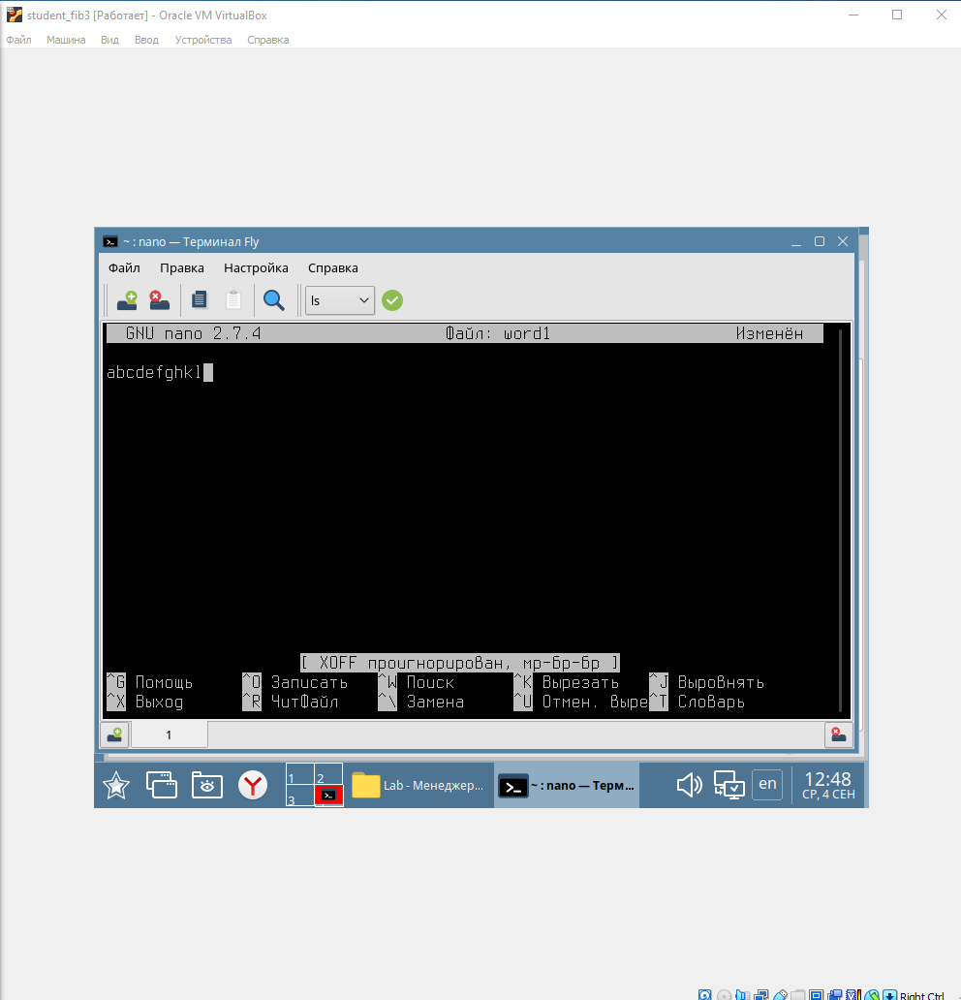 student_fib3 [Работает] - Oracle VM VirtualBox
Файл Машина Вид Ввод Устройства Справка
~ : nano — Терминал Fly
Файл Правка Настройка Справка
ls
GNU nano 2.7.4 Файл: word1 Изменён
abcdefghkl
[ XOFF проигнорирован, мр-бр-бр ]
^G Помощь ^O Записать ^W Поиск ^K Вырезать ^J Выровнять
^X Выход ^R ЧитФайл ^\ Замена ^U Отмен. Выре ^T Словарь
1
1 2 Lab - Менеджер... ~ : nano — Терм... en 12:48
3 СР, 4 СЕН
Right Ctrl